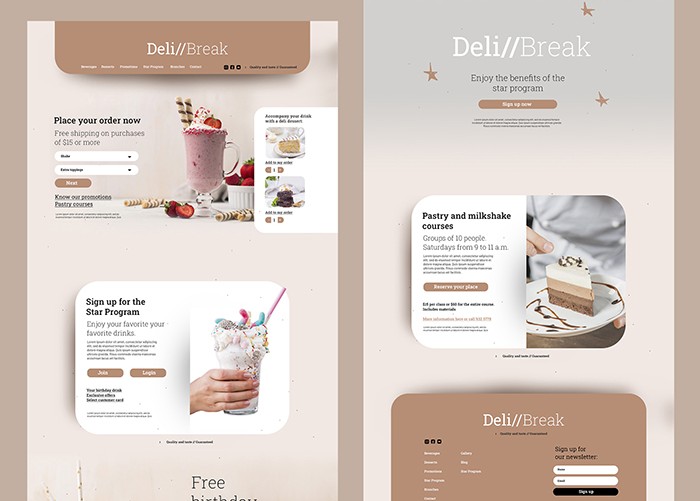 Deli//Break
Beverages Desserts Promotions Star Program Branches Contact
Quality and taste // Guaranteed
Place your order now
Free shipping on purchases
of $15 or more
Shake
Extra toppings
Next
Know our promotions
Pastry courses
Accompany your drink
with a deli dessert.
Add to my order
1
Add to my order
1
Sign up for the
Star Program
Enjoy your favorite your
favorite drinks.
Join Login
Your birthday drink
Exclusive offers
Select customer card
Quality and taste // Guaranteed
Free
birthday
Deli//Break
Enjoy the benefits of the
star program
Sign up now
Pastry and milkshake
courses
Groups of 10 people.
Saturdays from 9 to 11 a.m.
Reserve your place
$15 per class or $60 for the entire course
Includes materials
More information here or call
Quality and taste // Guaranteed
Deli//Break
Quality and taste // Guaranteed
Beverages
Desserts
Promotions
Star Program
Branches
Contact
Gallery
Blog
Star Program
Sign up for
our newsletter:
Name
Email
Sign up